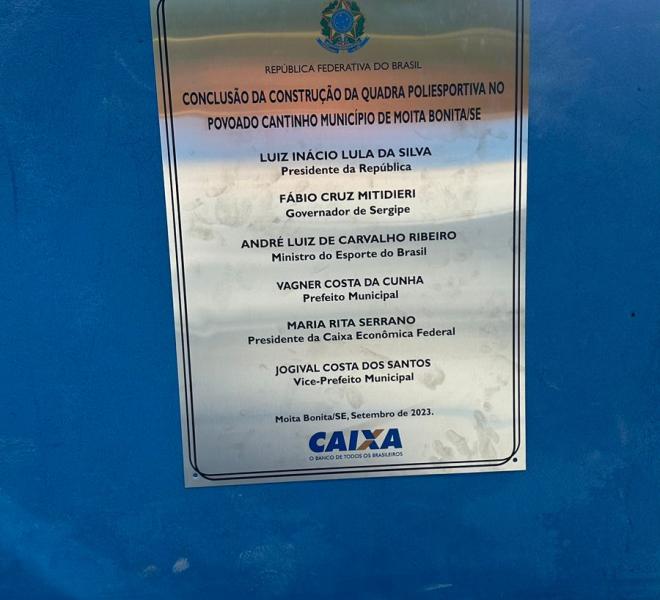 REPÚBLICA FEDERATIVA DO BRASIL
CONCLUSÃO DA CONSTRUÇÃO DA QUADRA POLIESPORTIVA NO
POVOADO CANTINHO MUNICÍPIO DE MOITA BONITA/SE
LUIZ INÁCIO LULA DA SILVA
Presidente da República
FÁBIO CRUZ MITIDIERI
Governador de Sergipe
ANDRÉ LUIZ DE CARVALHO RIBEIRO
Ministro do Esporte do Brasil
VAGNER COSTA DA CUNHA
Prefeito Municipal
MARIA RITA SERRANO
Presidente da Caixa Econômica Federal
JOGIVAL COSTA DOS SANTOS
Vice-Prefeito Municipal
Moita Bonita/SE, Setembro de 2023.
CAIXA
O BANCO DE TODOS OS BRASILEIROS